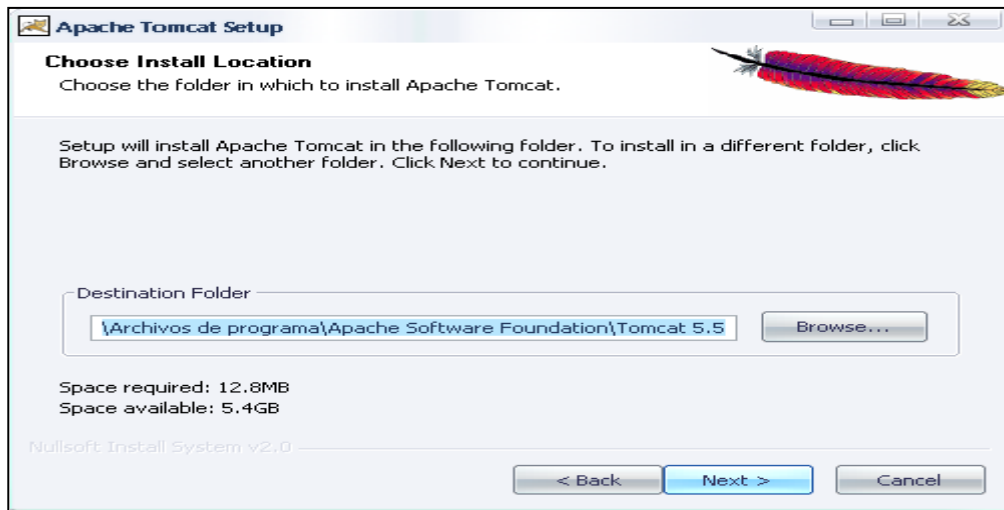 Apache Tomcat Setup
Choose Install Location
Choose the folder in which to install Apache Tomcat.
Setup will install Apache Tomcat in the following folder. To install in a different folder, click
Browse and select another folder. Click Next to continue.
Destination Folder
\Archivos de programa\Apache Software Foundation\Tomcat 5.5
Browse...
Space required: 12.8MB
Space available: 5.4GB
Nullsoft Install System v2.0
< Back
Next >
Cancel